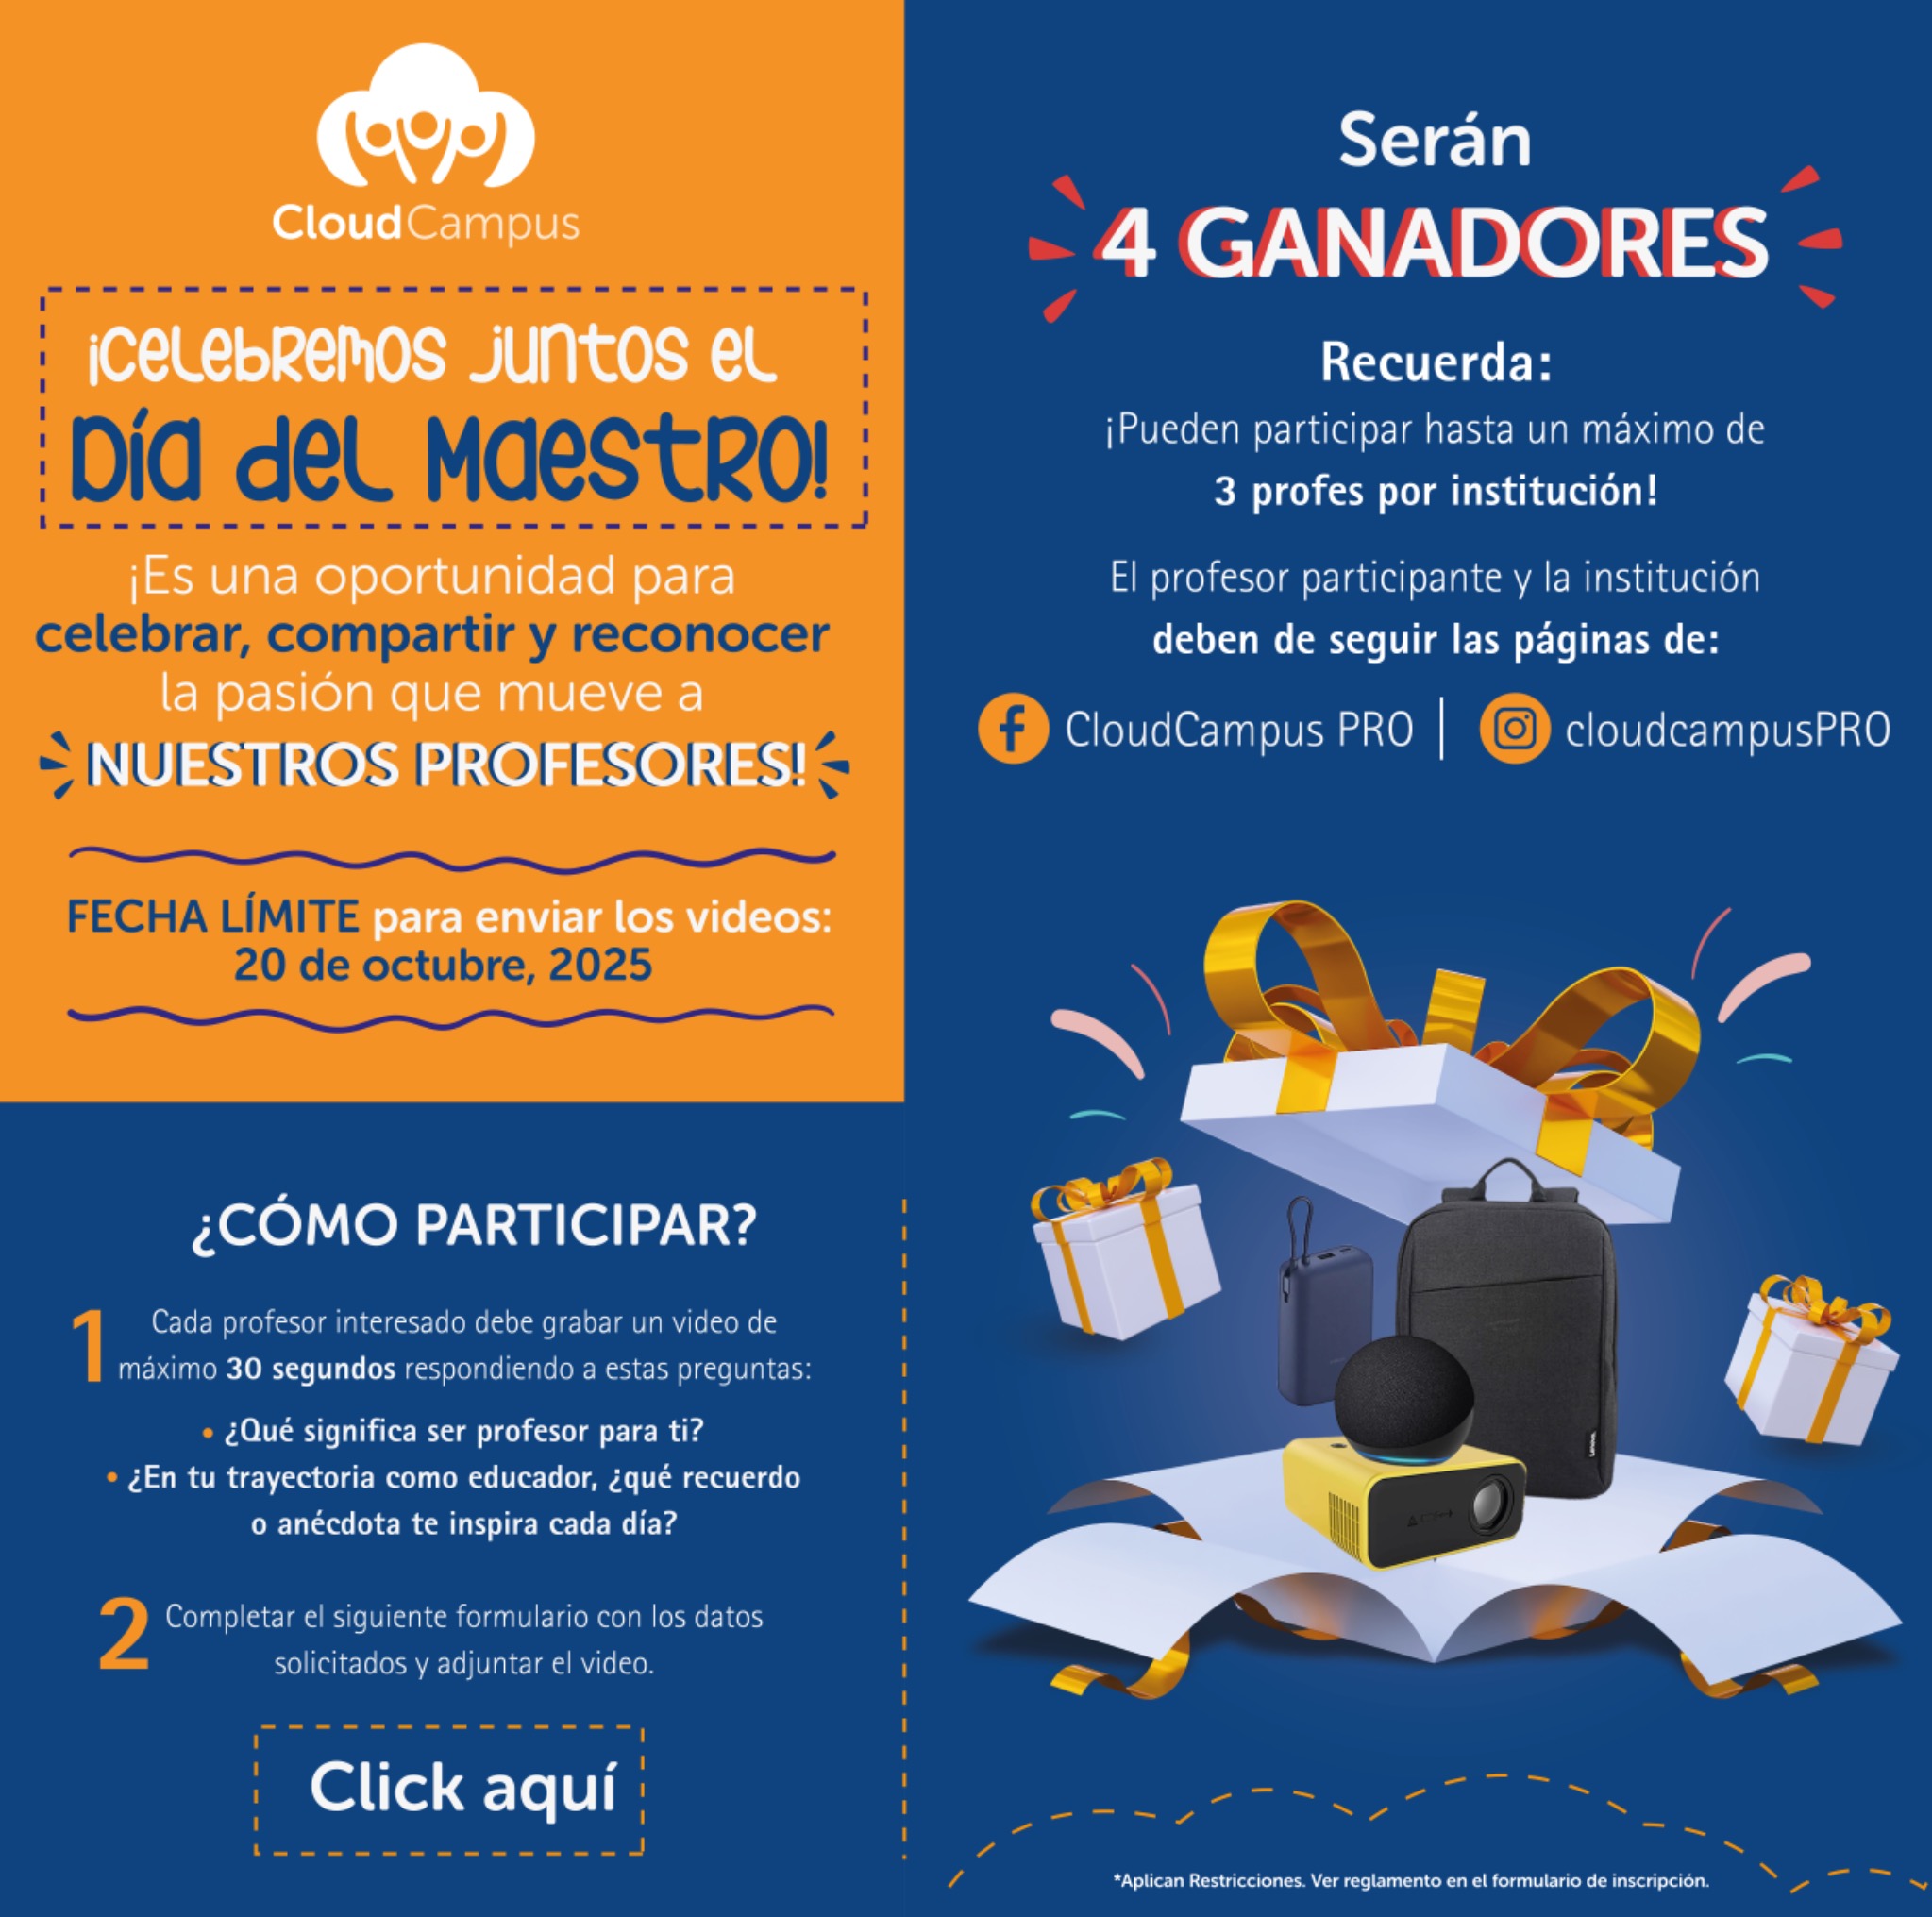 CloudCampus
¡Celebremos juntos el
Día del Maestro!
¡Es una oportunidad para
celebrar, compartir y reconocer
la pasión que mueve a
NUESTROS PROFESORES!
FECHA LÍMITE para enviar los videos:
20 de octubre, 2025
¿CÓMO PARTICIPAR?
1 Cada profesor interesado debe grabar un video de
máximo 30 segundos respondiendo a estas preguntas:
• ¿Qué significa ser profesor para ti?
• ¿En tu trayectoria como educador, ¿qué recuerdo
o anécdota te inspira cada día?
2 Completar el siguiente formulario con los datos
solicitados y adjuntar el video.
Click aquí
Serán
4 GANADORES
Recuerda:
¡Pueden participar hasta un máximo de
3 profes por institución!
El profesor participante y la institución
deben de seguir las páginas de:
CloudCampus PRO | cloudcampusPRO
Lenovo
*Aplican Restricciones. Ver reglamento en el formulario de inscripción.